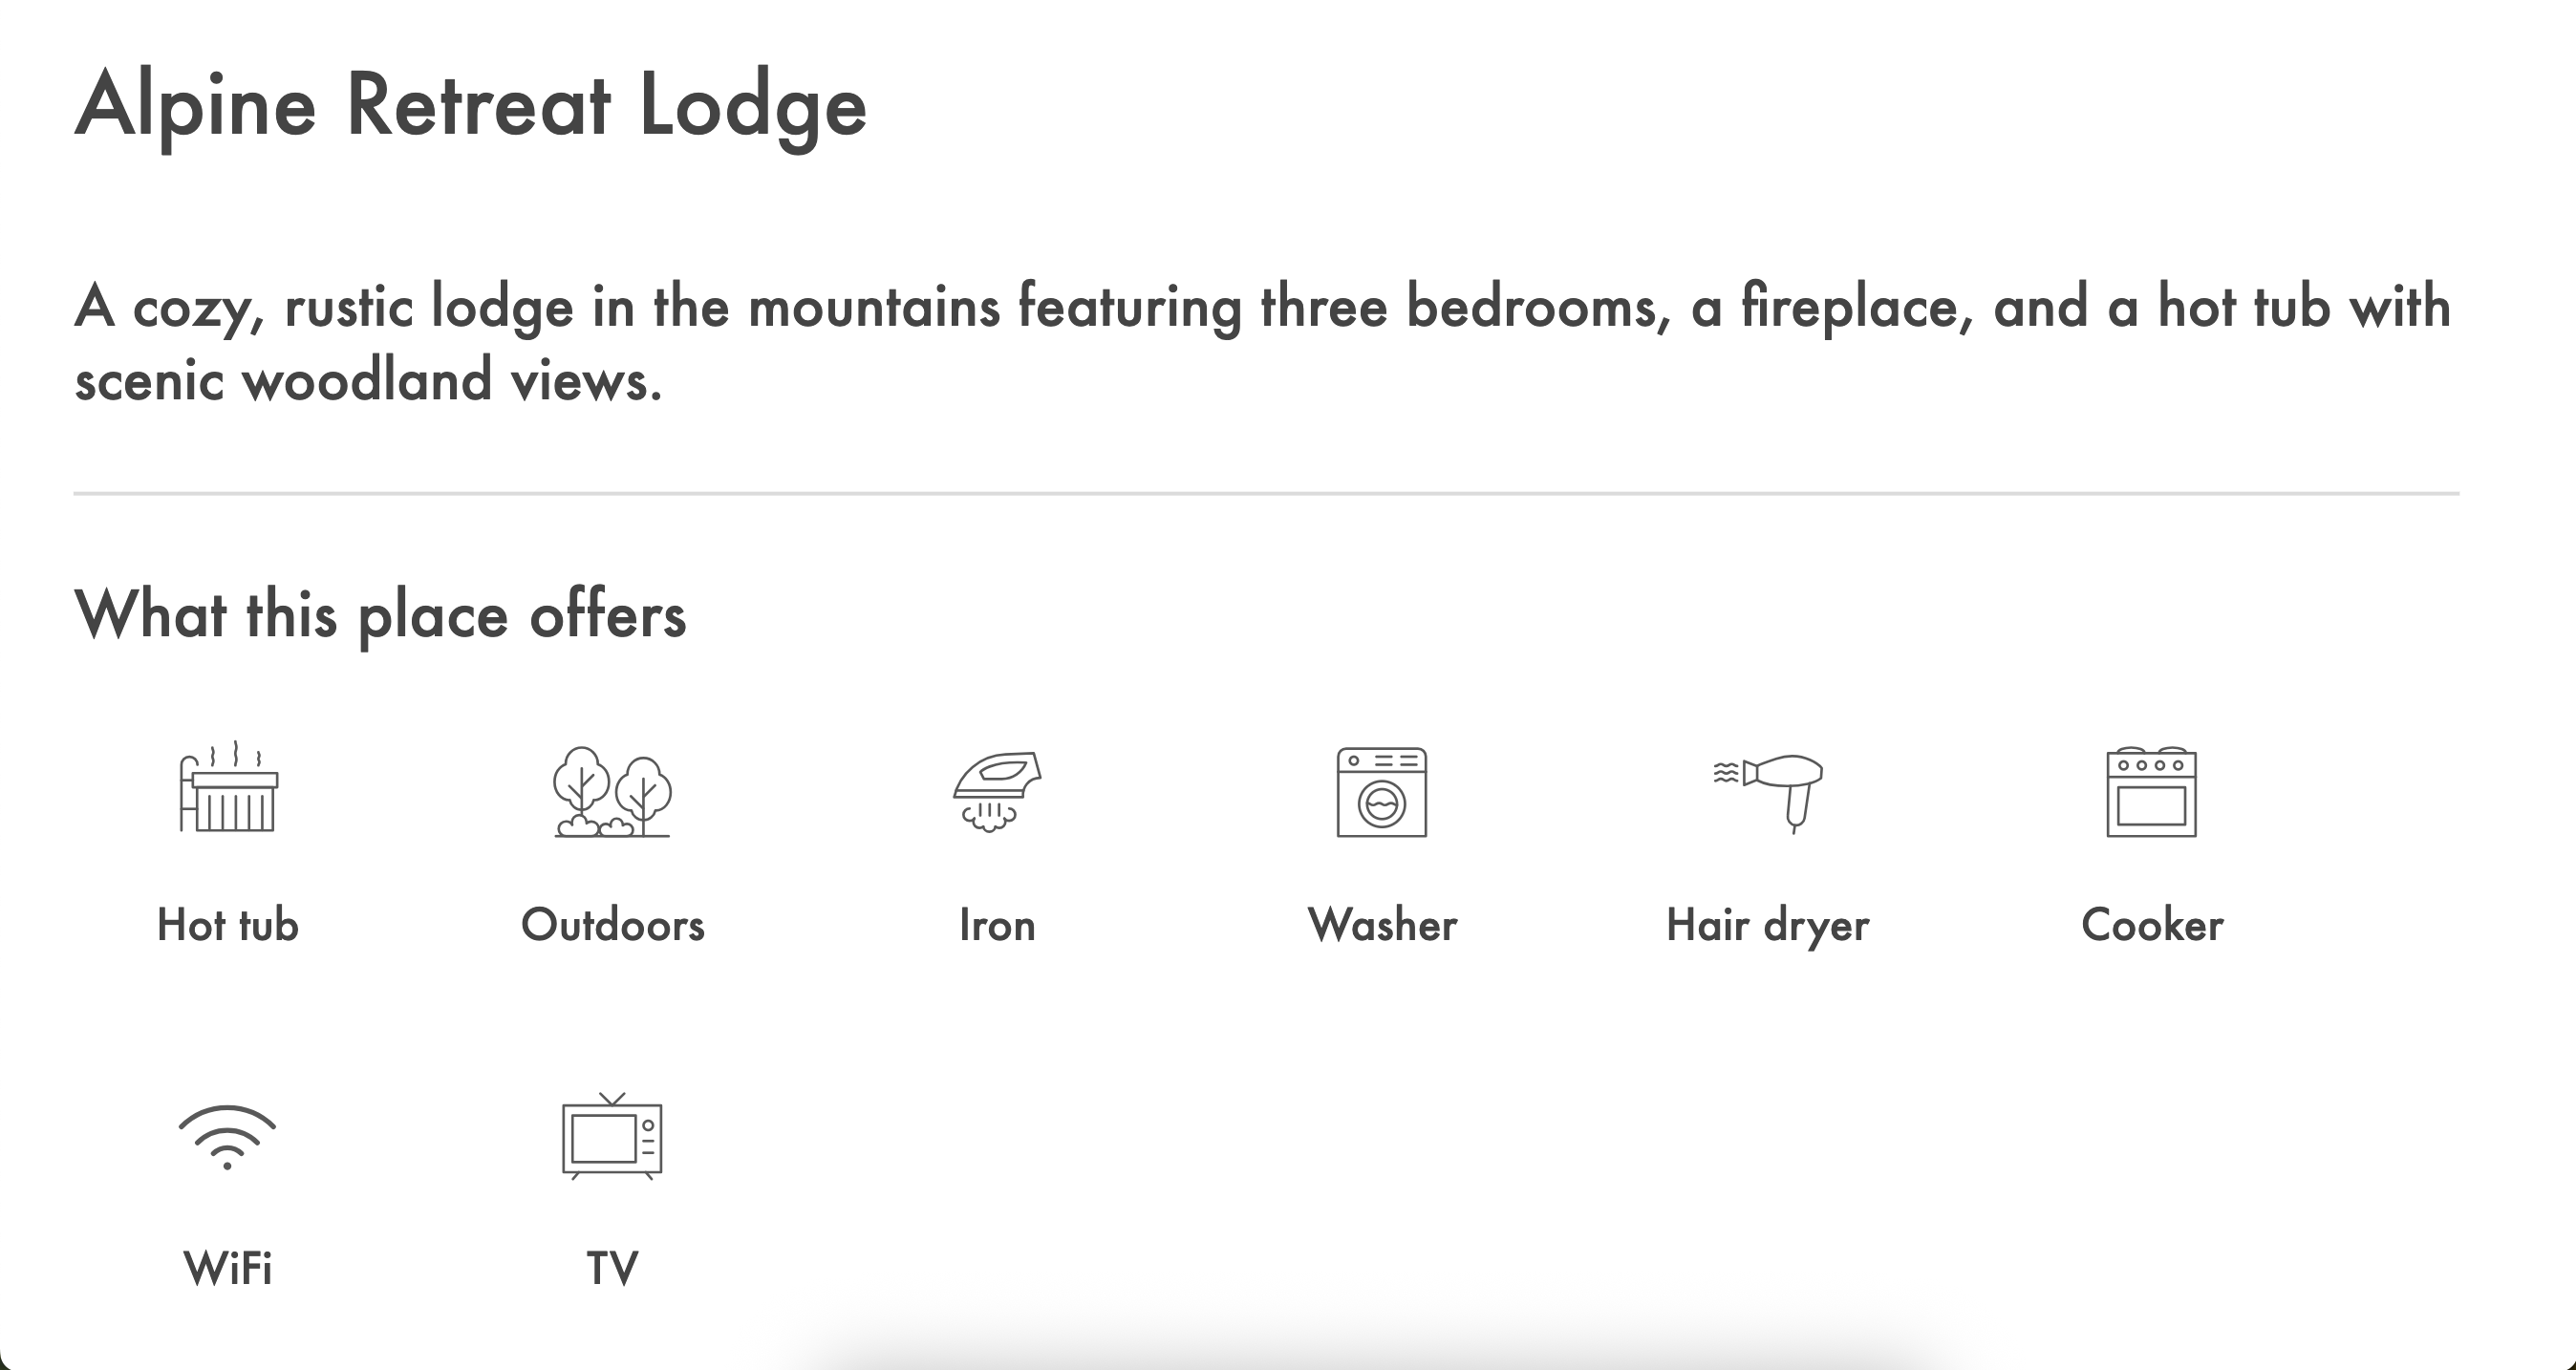 Alpine Retreat Lodge
A cozy, rustic lodge in the mountains featuring three bedrooms, a fireplace, and a hot tub with
scenic woodland views.
What this place offers
Hot tub
Outdoors
Iron
Washer
Hair dryer
Cooker
WiFi
TV